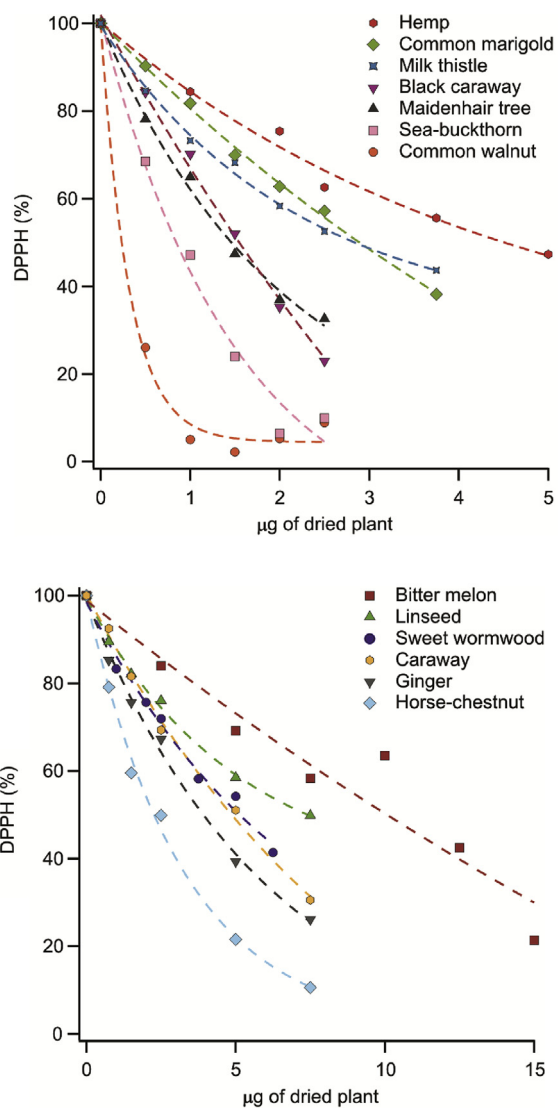 100
80
60
40
20
0
DPPH (%)
Hemp
Common marigold
Milk thistle
Black caraway
Maidenhair tree
Sea-buckthorn
Common walnut
0 1 2 3 4 5
µg of dried plant
100
80
60
40
20
0
DPPH (%)
Bitter melon
Linseed
Sweet wormwood
Caraway
Ginger
Horse-chestnut
0 5 10 15
µg of dried plant